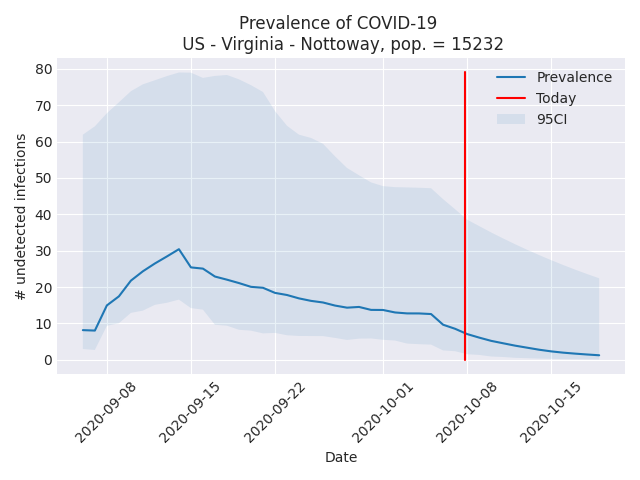 Prevalence of COVID-19
US - Virginia - Nottoway, pop. = 15232
80
70
60
50
40
30
20
10
0
# undetected infections
Prevalence
Today
95CI
2020-09-08
2020-09-15
2020-09-22
2020-10-01
2020-10-08
2020-10-15
Date